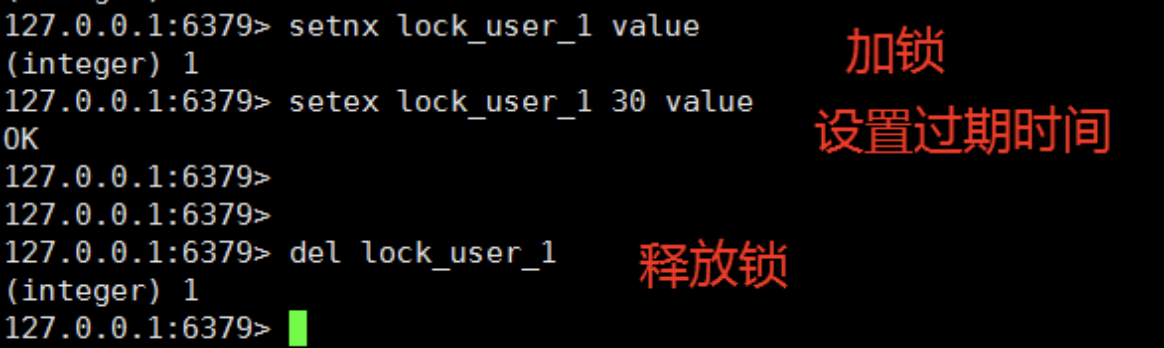 127.0.0.1:6379> setnx lock_user_1 value
加锁
(integer) 1
127.0.0.1:6379> setex lock_user_1 30 value
设置过期时间
OK
127.0.0.1:6379>
127.0.0.1:6379>
127.0.0.1:6379> del lock_user_1
释放锁
(integer) 1
127.0.0.1:6379>